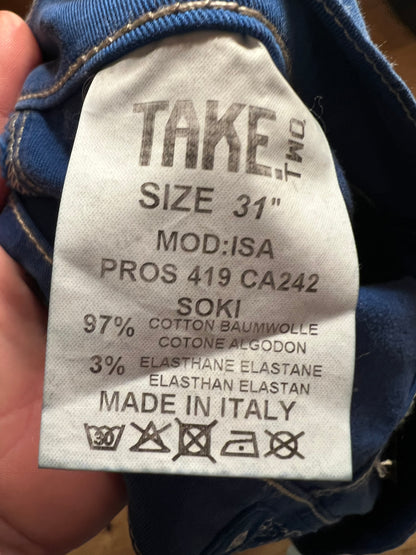 TAKE.TWO
SIZE 31"
MOD:ISA
PROS 419 CA242
SOKI
97% COTTON BAUMWOLLE
COTONE ALGODON
3% ELASTHANE ELASTANE
ELASTHAN ELASTAN
MADE IN ITALY
30